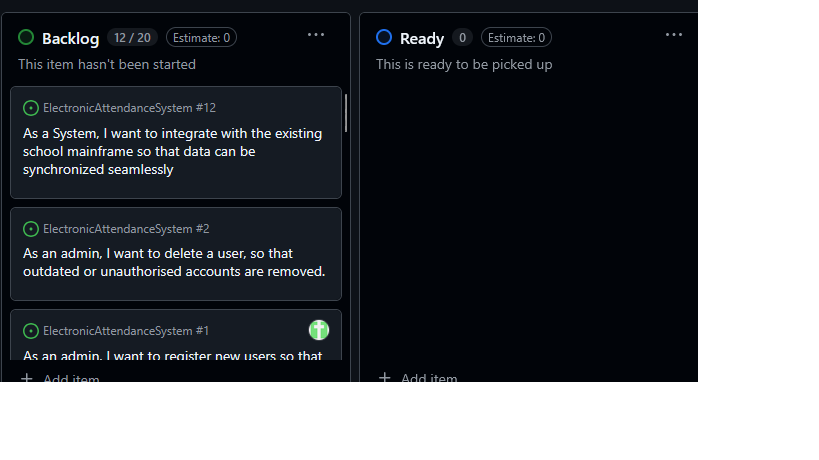 Backlog 12 / 20 Estimate: 0
This item hasn't been started
ElectronicAttendanceSystem #12
As a System, I want to integrate with the existing
school mainframe so that data can be
synchronized seamlessly
ElectronicAttendanceSystem #2
As an admin, I want to delete a user, so that
outdated or unauthorised accounts are removed.
ElectronicAttendanceSystem #1
As an admin, I want to register new users so that
+ Add item
Ready 0 Estimate: 0
This is ready to be picked up
+ Add item